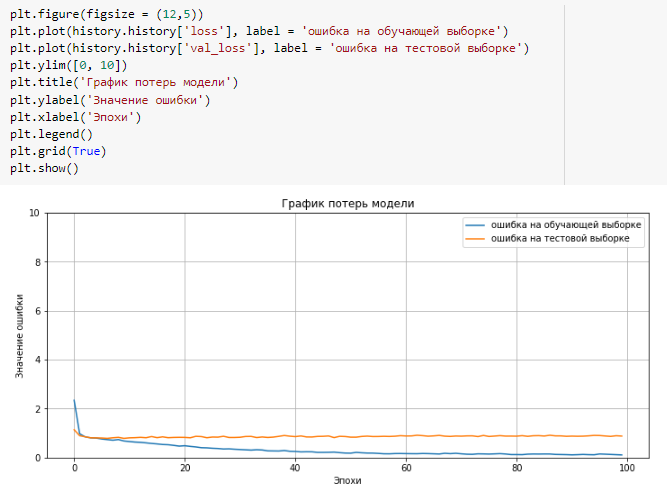 plt.figure(figsize = (12,5))
plt.plot(history.history['loss'], label = 'ошибка на обучающей выборке')
plt.plot(history.history['val_loss'], label = 'ошибка на тестовой выборке')
plt.ylim([0, 10])
plt.title('График потерь модели')
plt.ylabel('Значение ошибки')
plt.xlabel('Эпохи')
plt.legend()
plt.grid(True)
plt.show()
График потерь модели
ошибка на обучающей выборке
ошибка на тестовой выборке
Значение ошибки
10
8
6
4
2
0
0 20 40 60 80 100
Эпохи